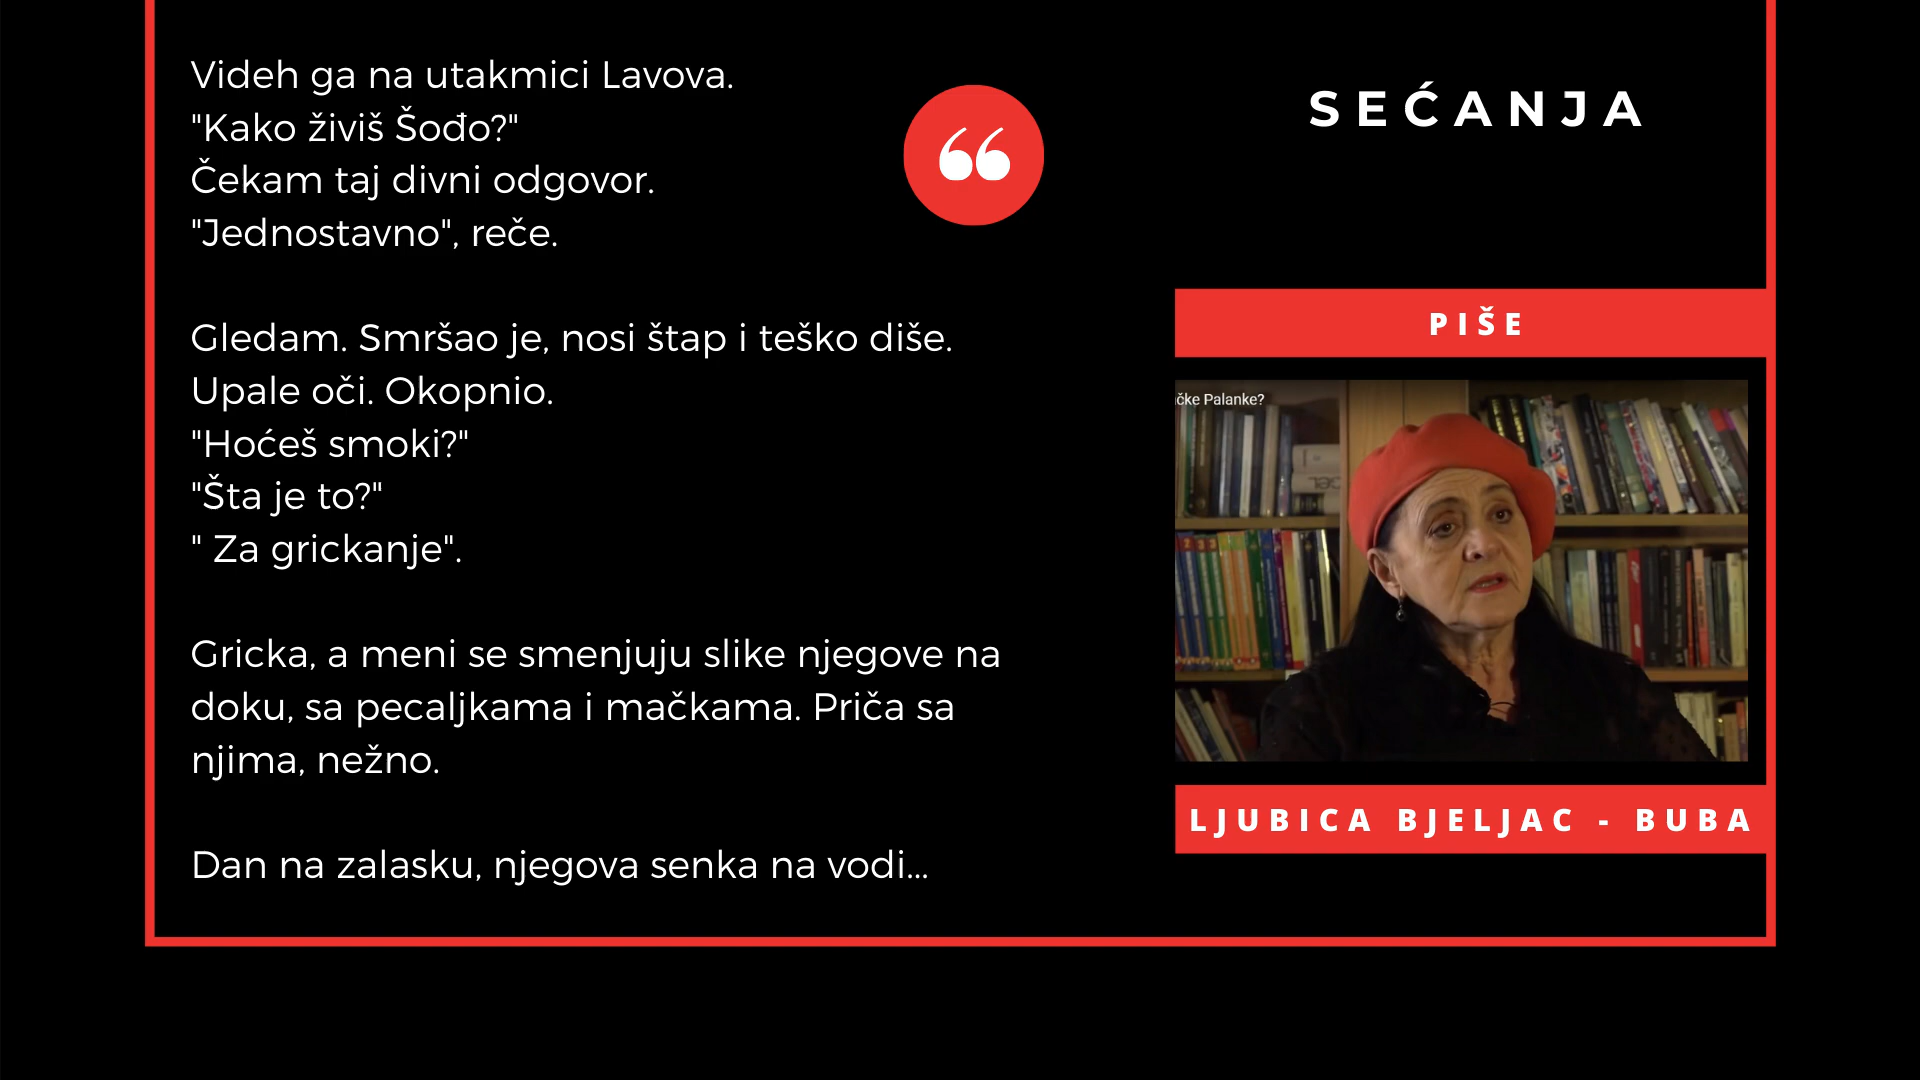 Videh ga na utakmici Lavova.
"Kako živiš Šođo?"
Čekam taj divni odgovor.
"Jednostavno", reče.
Gledam. Smršao je, nosi štap i teško diše.
Upale oči. Okopnio.
"Hoćeš smoki?"
"Šta je to?"
" Za grickanje".
Gricka, a meni se smenjuju slike njegove na
doku, sa pecaljkama i mačkama. Priča sa
njima, nežno.
Dan na zalasku, njegova senka na vodi...
SEĆANJA
PIŠE
čke Palanke?
LJUBICA BJELJAC - BUBA